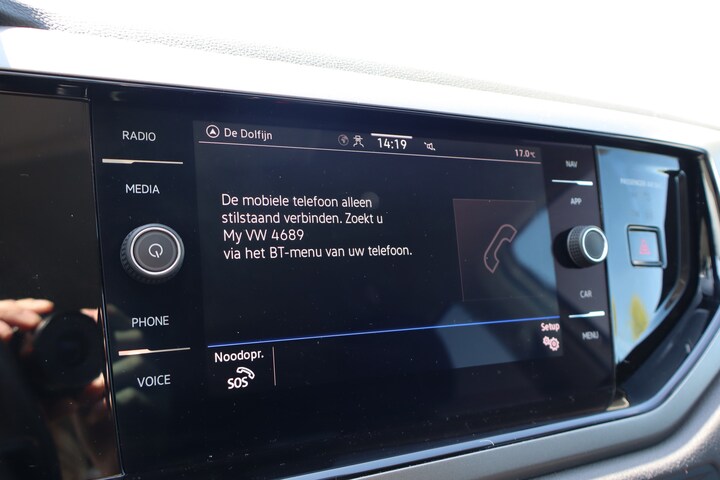 RADIO
MEDIA
PHONE
VOICE
De Dolfijn
14:19
17.0°C
De mobiele telefoon alleen
stilstaand verbinden. Zoekt u
My VW 4689
via het BT-menu van uw telefoon.
Noodopr.
SOS
Setup
NAV
APP
CAR
MENU